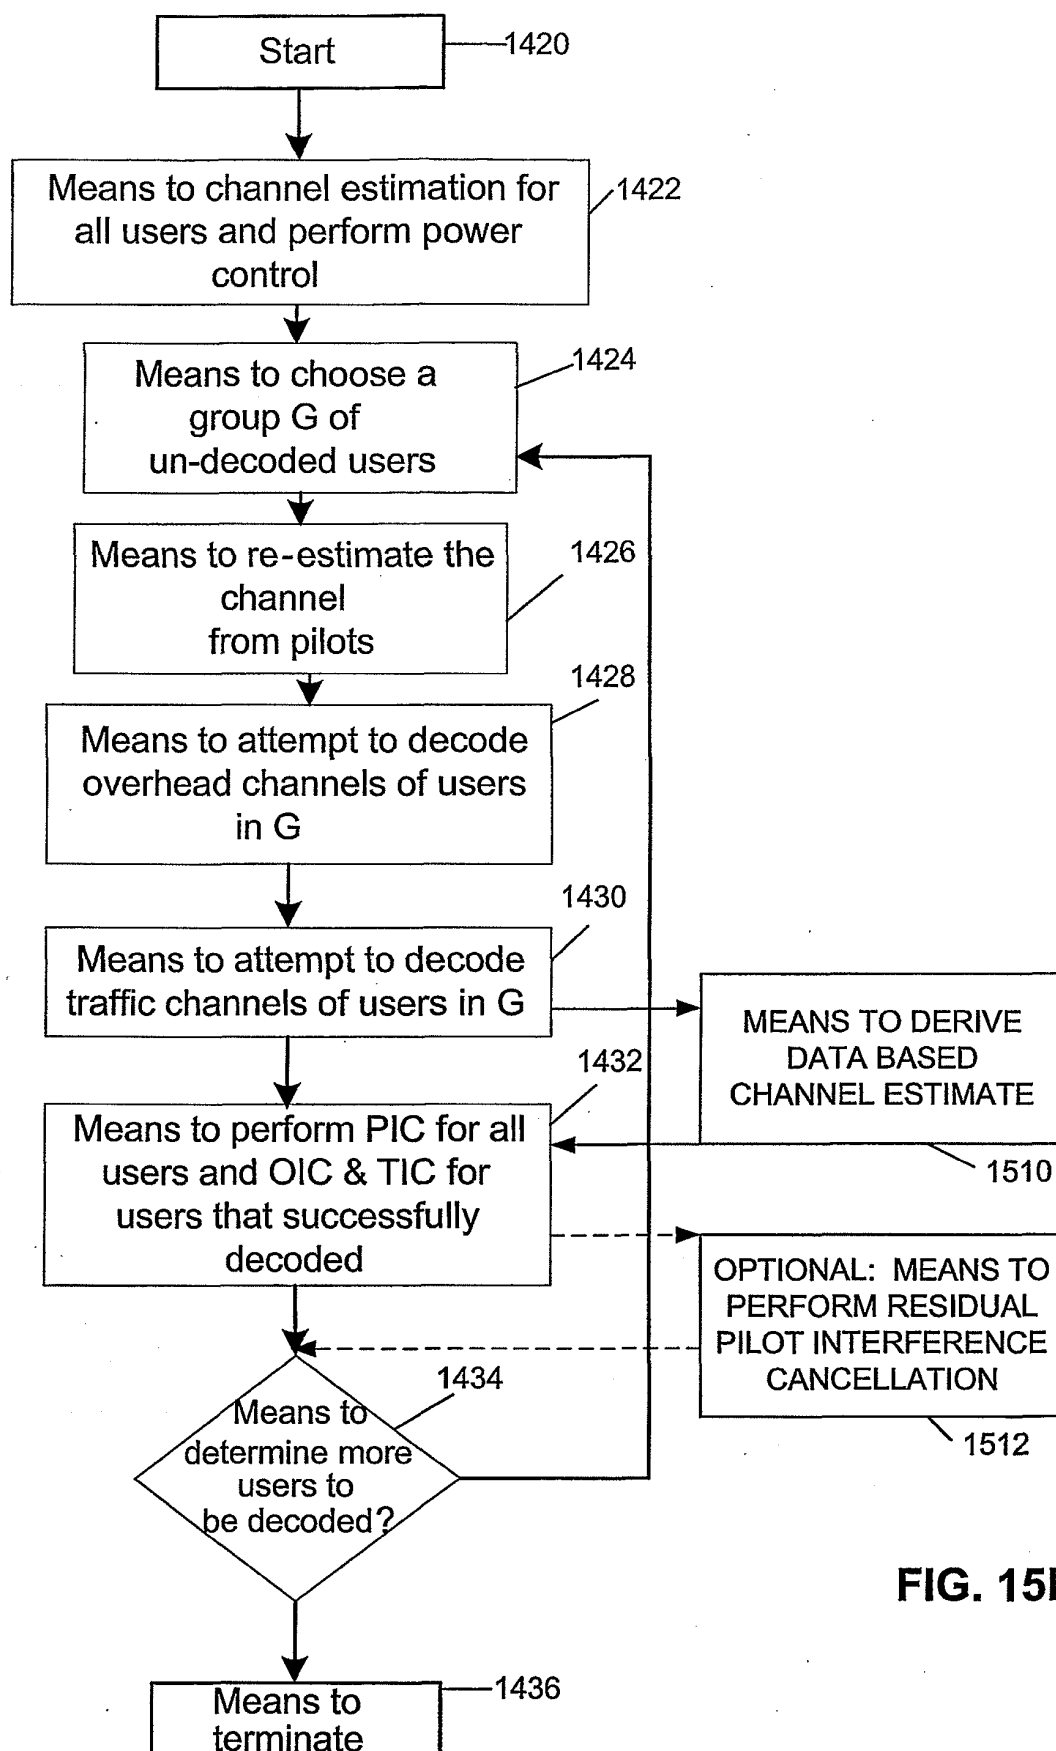 Start
1420
Means to channel estimation for
all users and perform power
control
1422
Means to choose a
group G of
un-decoded users
1424
Means to re-estimate the
channel
from pilots
1426
1428
Means to attempt to decode
overhead channels of users
in G
1430
Means to attempt to decode
traffic channels of users in G
MEANS TO DERIVE
DATA BASED
CHANNEL ESTIMATE
1510
1432
Means to perform PIC for all
users and OIC & TIC for
users that successfully
decoded
OPTIONAL: MEANS TO
PERFORM RESIDUAL
PILOT INTERFERENCE
CANCELLATION
1512
1434
Means to
determine more
users to
be decoded?
FIG.
1436
Means to
terminate